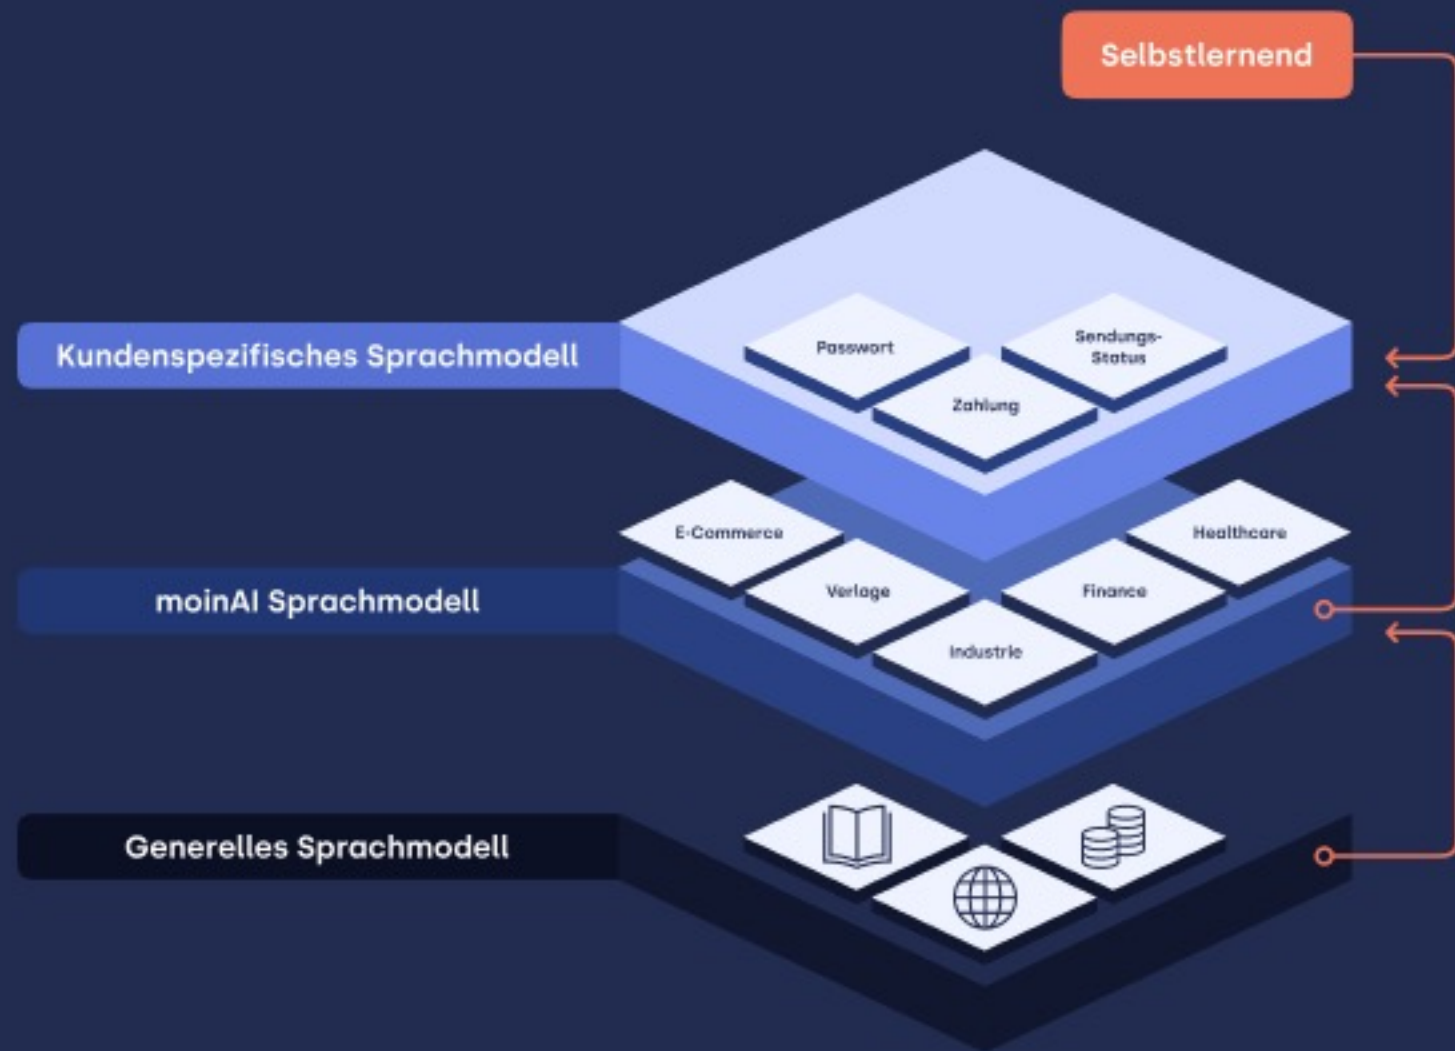 Selbstlernend
Kundenspezifisches Sprachmodell
Passwort
Sendungs-
Status
Zahlung
moinAI Sprachmodell
E-Commerce
Healthcare
Verlage
Finance
Industrie
Generelles Sprachmodell